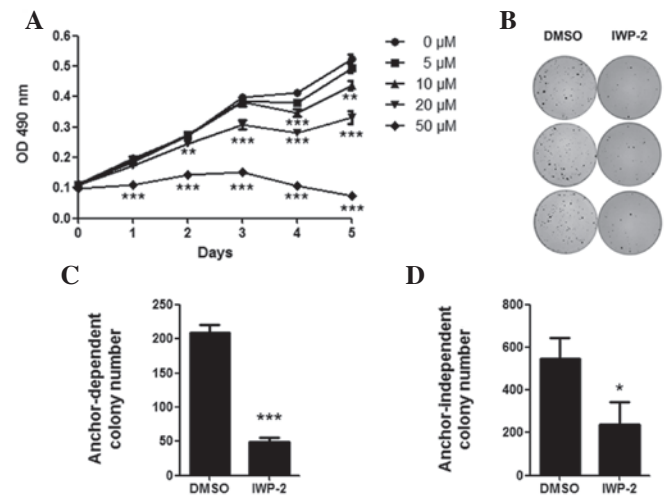 A
OD 490 nm
0.6
0.5
0.4
0.3
0.2
0.1
0.0
**
***
***
***
**
***
***
***
***
***
***
***
0 1 2 3 4 5
Days
0 µM
5 µM
10 µM
20 µM
50 µM
B
DMSO IWP-2
C
Anchor-dependent
colony number
250
200
150
100
50
0
***
DMSO IWP-2
D
Anchor-independent
colony number
800
600
400
200
0
*
DMSO IWP-2